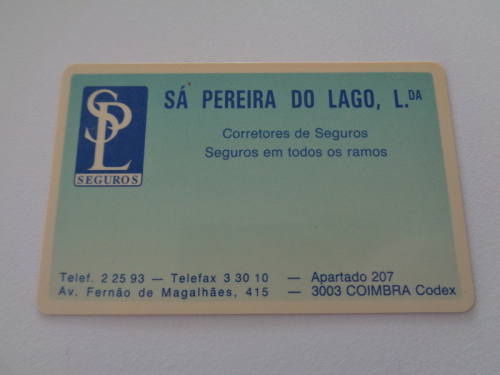 SPL
SEGUROS
SÁ PEREIRA DO LAGO, L.DA
Corretores de Seguros
Seguros em todos os ramos
Telef. 2 25 93 — Telefax 3 30 10 — Apartado 207
Av. Fernão de Magalhães, 415 — 3003 COIMBRA Codex